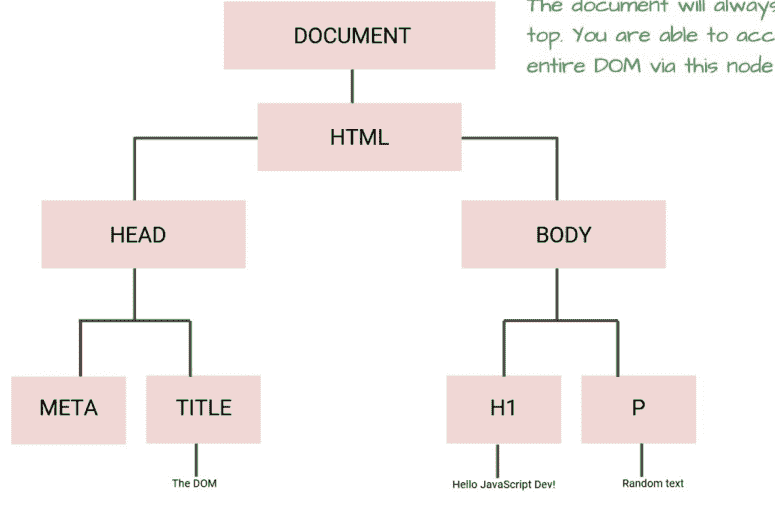 The document will always
top. You are able to acc
entire DOM via this node
DOCUMENT
HTML
HEAD
BODY
META
TITLE
H1
P
The DOM
Hello JavaScript Dev!
Random text